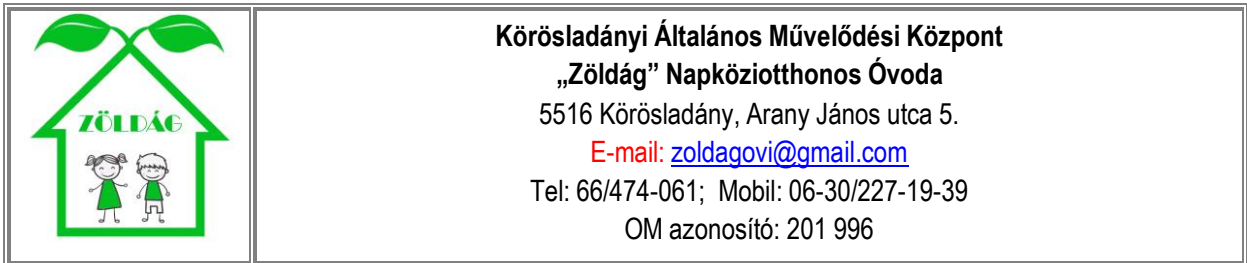 ZÖLDÁG
Körösladányi Általános Művelődési Központ
„Zöldág” Napköziotthonos Óvoda
5516 Körösladány, Arany János utca 5.
E-mail: zoldagovi@gmail.com
Tel: 66/474-061; Mobil: 06-30/227-19-39
OM azonosító: 201 996